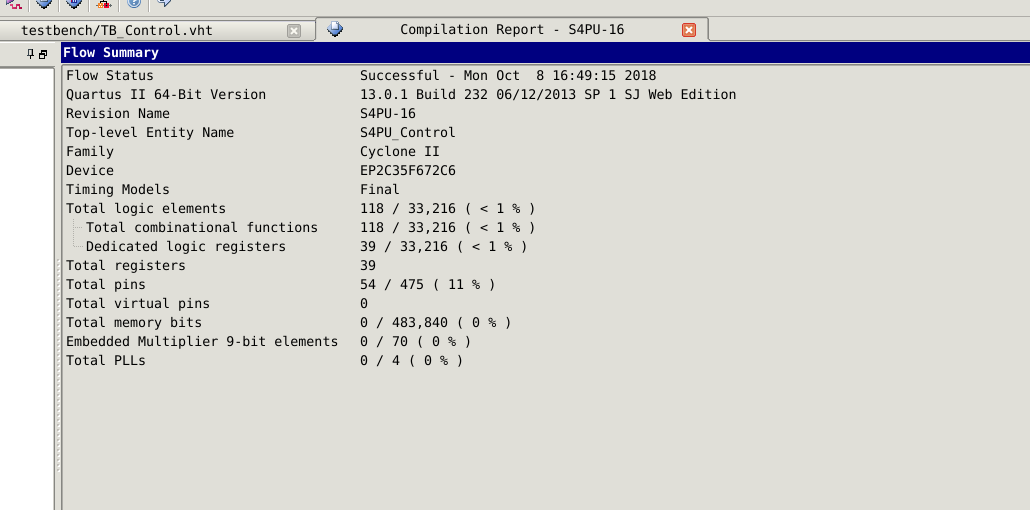 testbench/TB_Control.vht
Compilation Report - S4PU-16
Flow Summary
Flow Status Successful - Mon Oct  8 16:49:15 2018
Quartus II 64-Bit Version 13.0.1 Build 232 06/12/2013 SP 1 SJ Web Edition
Revision Name S4PU-16
Top-level Entity Name S4PU_Control
Family Cyclone II
Device EP2C35F672C6
Timing Models Final
Total logic elements 118 / 33,216 ( < 1 % )
Total combinational functions 118 / 33,216 ( < 1 % )
Dedicated logic registers 39 / 33,216 ( < 1 % )
Total registers 39
Total pins 54 / 475 ( 11 % )
Total virtual pins 0
Total memory bits 0 / 483,840 ( 0 % )
Embedded Multiplier 9-bit elements 0 / 70 ( 0 % )
Total PLLs 0 / 4 ( 0 % )